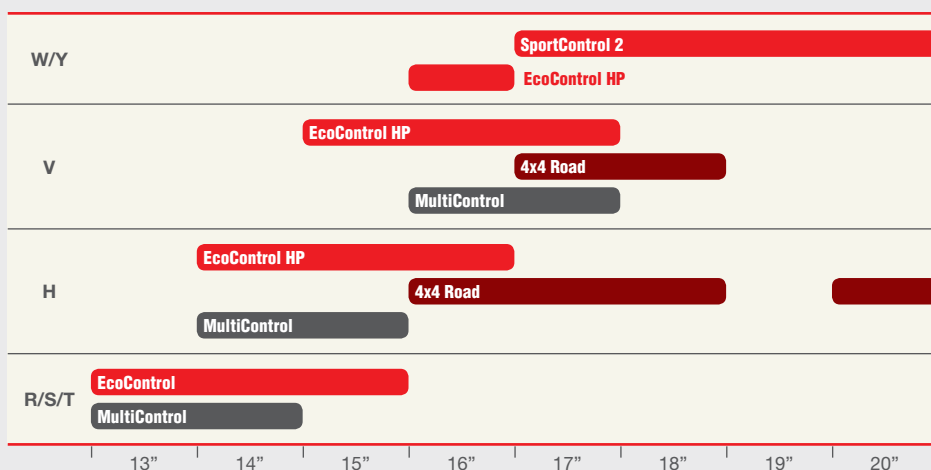 W/Y
SportControl 2
EcoControl HP
V
EcoControl HP
4x4 Road
MultiControl
H
EcoControl HP
4x4 Road
MultiControl
R/S/T
EcoControl
MultiControl
13” 14” 15” 16” 17” 18” 19” 20”